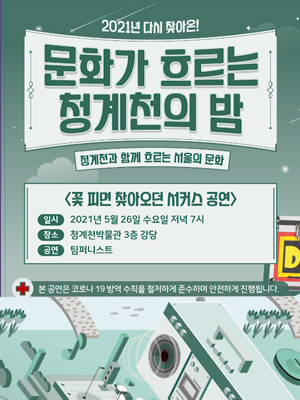 2021년 다시 찾아온!
문화가 흐르는
청계천의 밤
청계천과 함께 흐르는 서울의 문화
<꽃 피면 찾아오던 서커스 공연>
일시 2021년 5월 26일 수요일 저녁 7시
장소 청계천박물관 3층 강당
공연 팀퍼니스트
본 공연은 코로나 19 방역 수칙을 철저하게 준수하며 안전하게 진행됩니다.
D